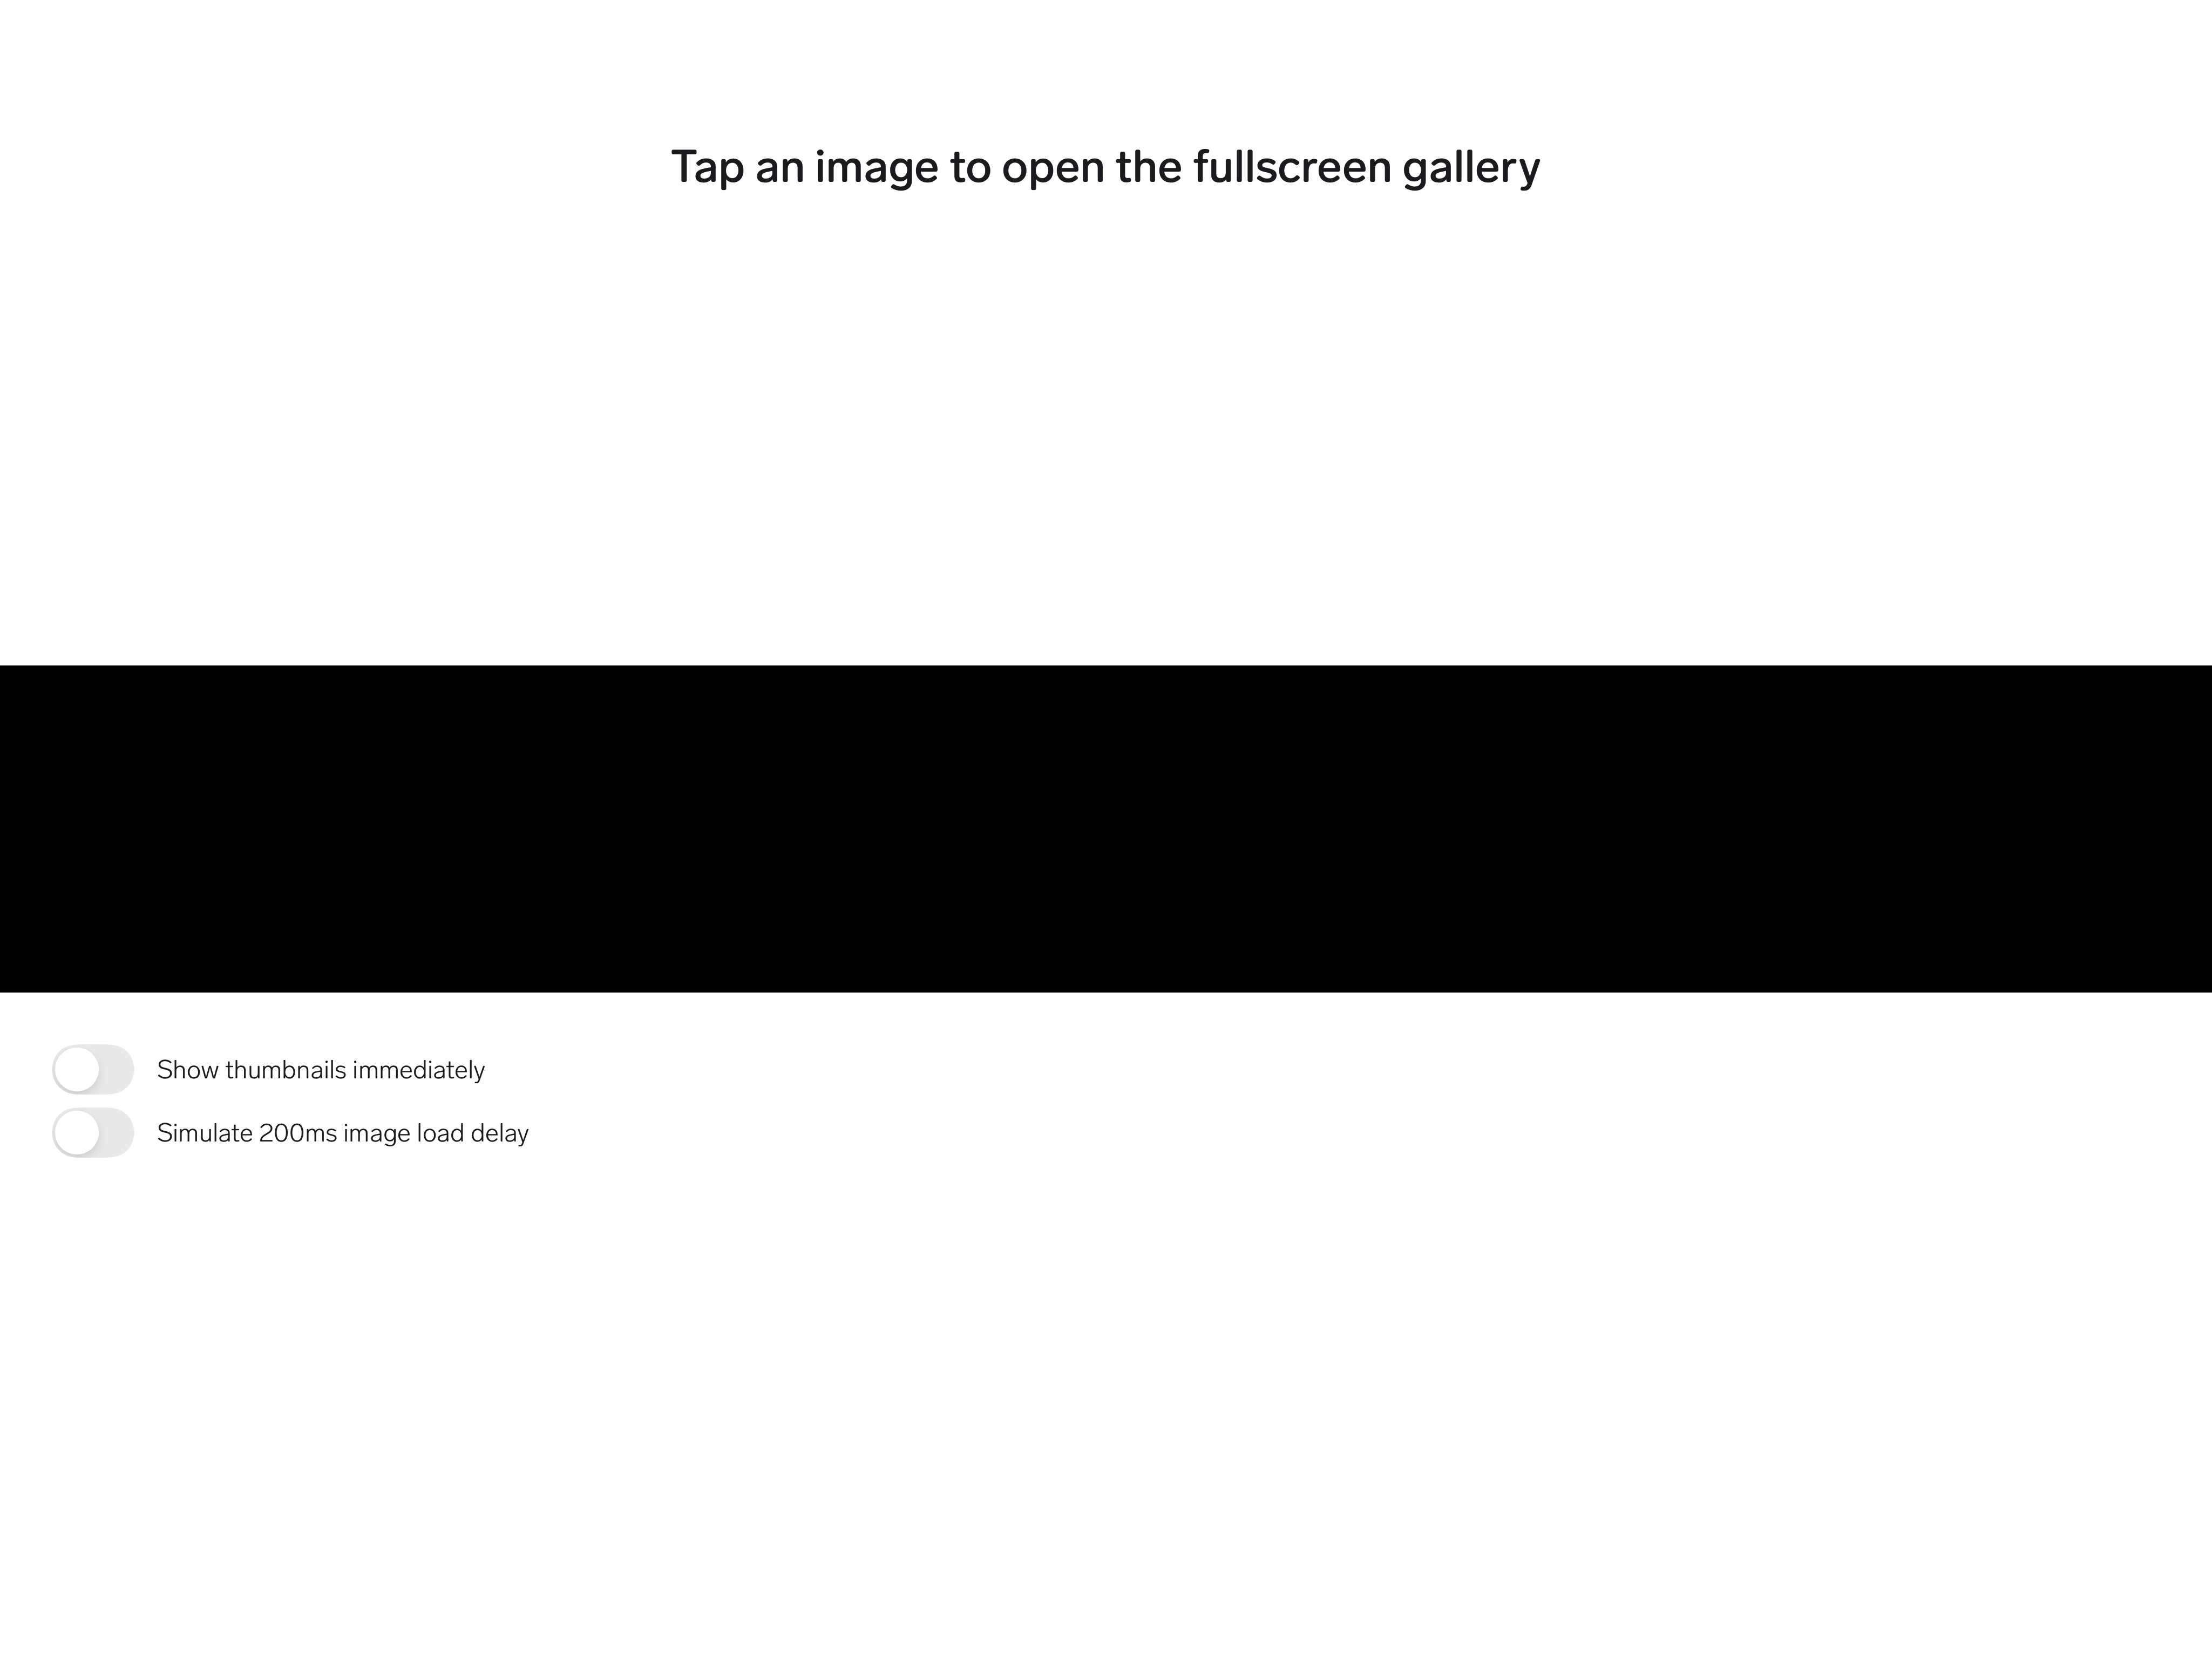 Tap an image to open the fullscreen gallery
Show thumbnails immediately
Simulate 200ms image load delay